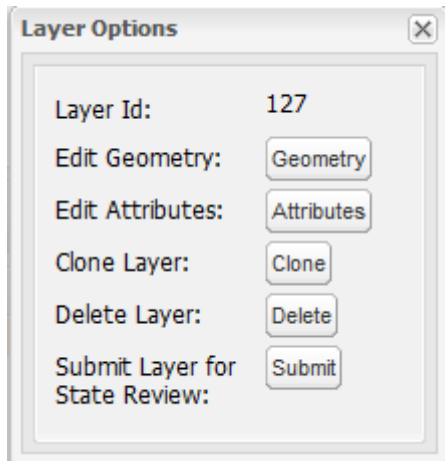 Layer Options
Layer Id: 127
Edit Geometry: Geometry
Edit Attributes: Attributes
Clone Layer: Clone
Delete Layer: Delete
Submit Layer for Submit
State Review: